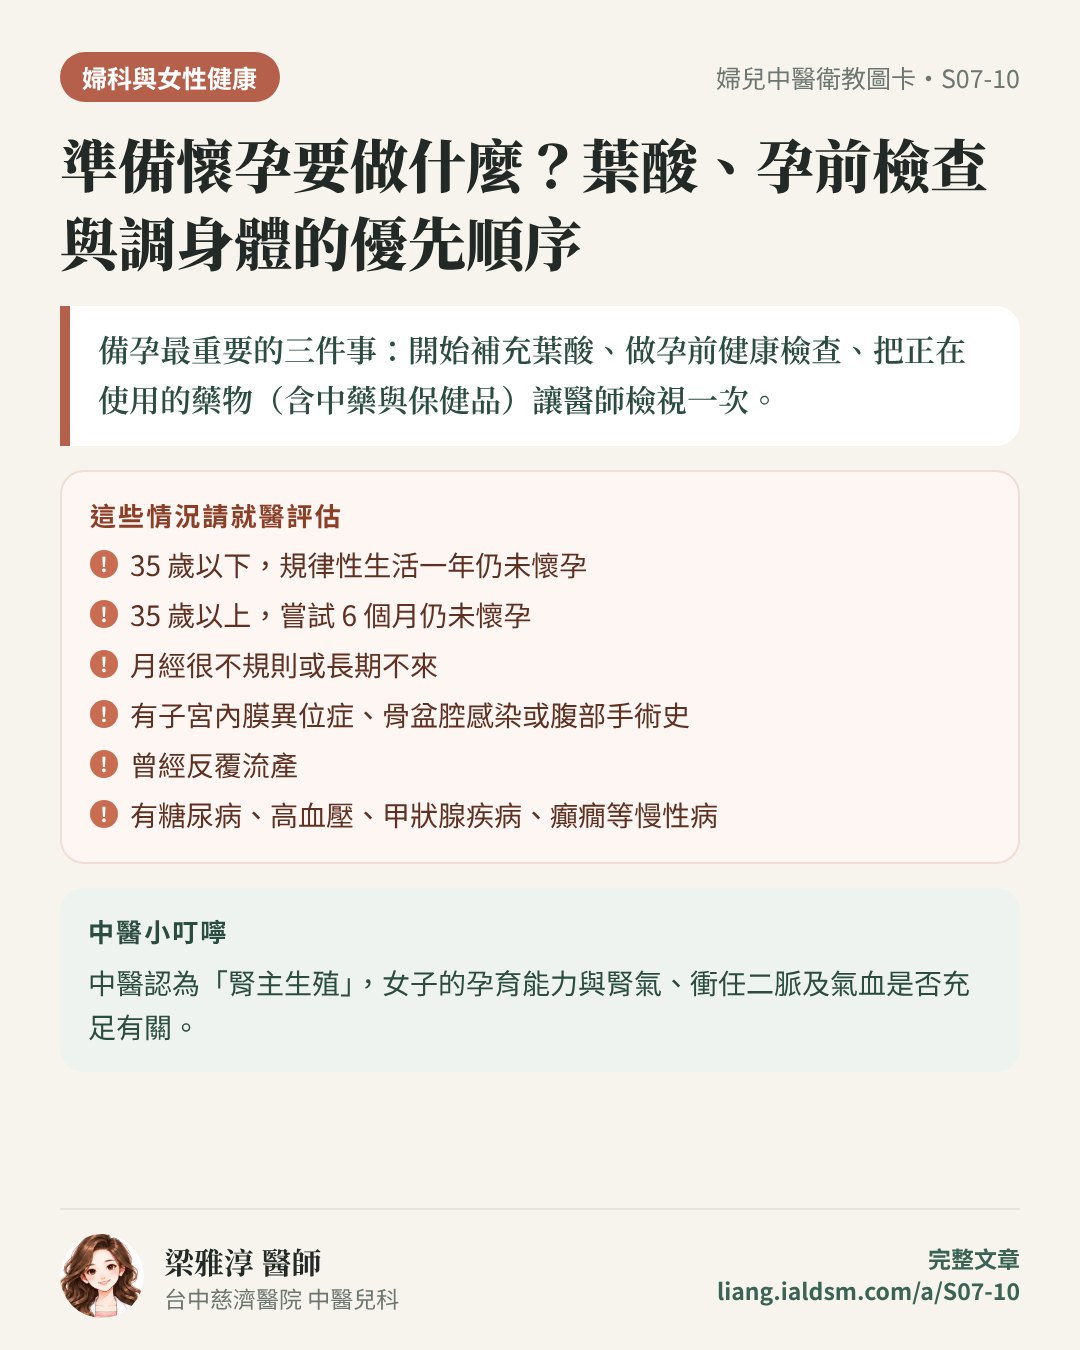 婦科與女性健康
婦兒中醫衛教圖卡・S07-10
準備懷孕要做什麼？葉酸、孕前檢查
與調身體的優先順序
備孕最重要的三件事：開始補充葉酸、做孕前健康檢查、把正在
使用的藥物（含中藥與保健品）讓醫師檢視一次。
這些情況請就醫評估
! 35 歲以下，規律性生活一年仍未懷孕
! 35 歲以上，嘗試 6 個月仍未懷孕
! 月經很不規則或長期不來
! 有子宮內膜異位症、骨盆腔感染或腹部手術史
! 曾經反覆流產
! 有糖尿病、高血壓、甲狀腺疾病、癲癇等慢性病
中醫小叮嚀
中醫認為「腎主生殖」，女子的孕育能力與腎氣、衝任二脈及氣血是否充
足有關。
梁雅淳 醫師
台中慈濟醫院 中醫兒科
完整文章
liang.ialdsm.com/a/S07-10